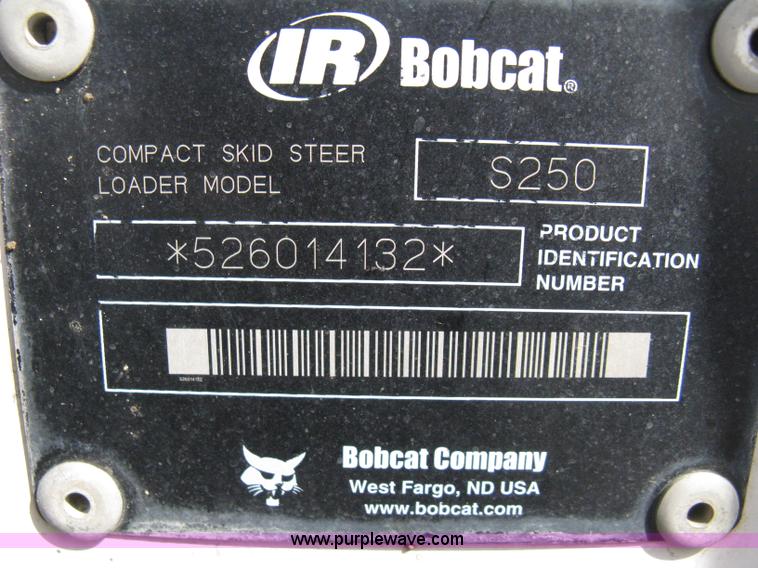 IR Bobcat®
COMPACT SKID STEER
LOADER MODEL
S250
*526014132*
PRODUCT
IDENTIFICATION
NUMBER
526014132
Bobcat Company
West Fargo, ND USA
www.bobcat.com
www.purplewave.com